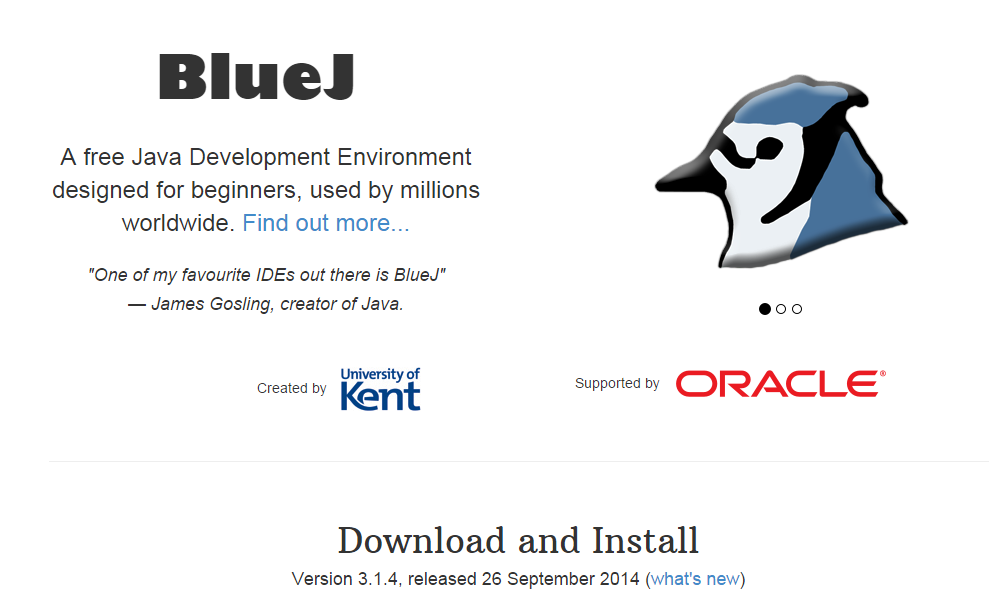 BlueJ
A free Java Development Environment
designed for beginners, used by millions
worldwide. Find out more...
"One of my favourite IDEs out there is BlueJ"
— James Gosling, creator of Java.
Created by University of Kent
Supported by ORACLE®
Download and Install
Version 3.1.4, released 26 September 2014 (what's new)